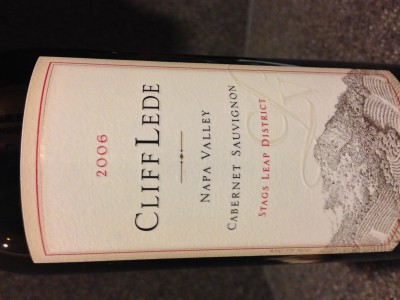 2006
CLIFF LEDE
NAPA VALLEY
CABERNET SAUVIGNON
STAGS LEAP DISTRICT